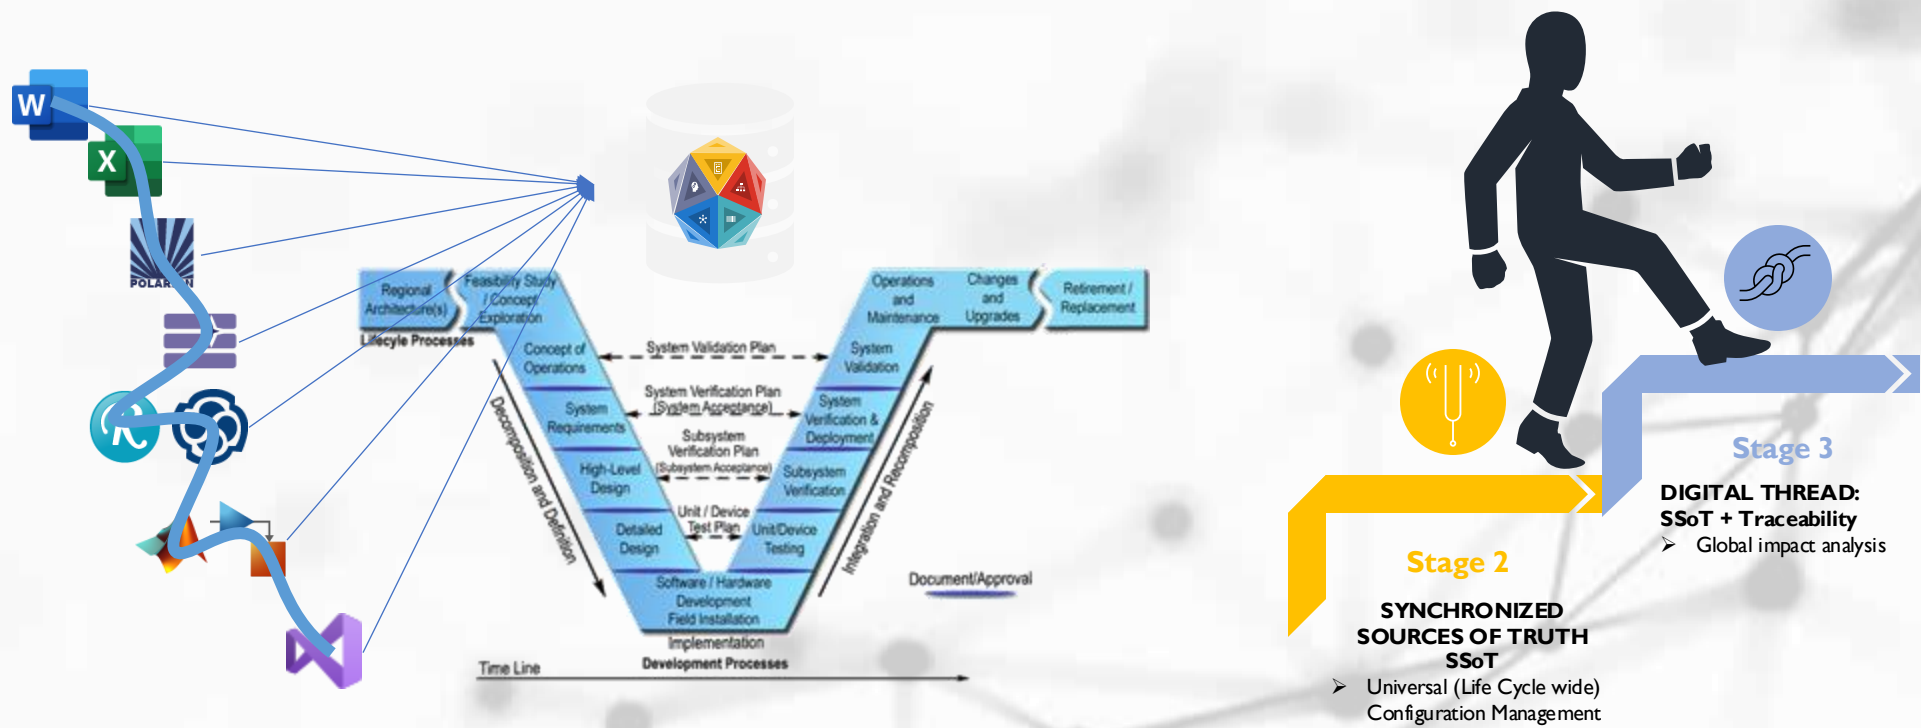 W
X
POLARION
R
Regional
Architecture(s)
Feasibility Study
/ Concept
Exploration
Lifecyle Processes
Operations
and
Maintenance
Changes
and
Upgrades
Retirement /
Replacement
Concept of
Operations
System Validation Plan
System
Validation
System
Requirements
System Verification Plan
(System Acceptance)
System
Verification &
Deployment
High-Level
Design
Subsystem
Verification Plan
(Subsystem Acceptance)
Subsystem
Verification
Detailed
Design
Unit / Device
Test Plan
Unit/Device
Testing
Decomposition and Definition
Integration and Recomposition
Software / Hardware
Development
Field Installation
Implementation
Development Processes
Document/Approval
Time Line
Stage 2
SYNCHRONIZED
SOURCES OF TRUTH
SSoT
➢ Universal (Life Cycle wide)
Configuration Management
Stage 3
DIGITAL THREAD:
SSoT + Traceability
➢ Global impact analysis